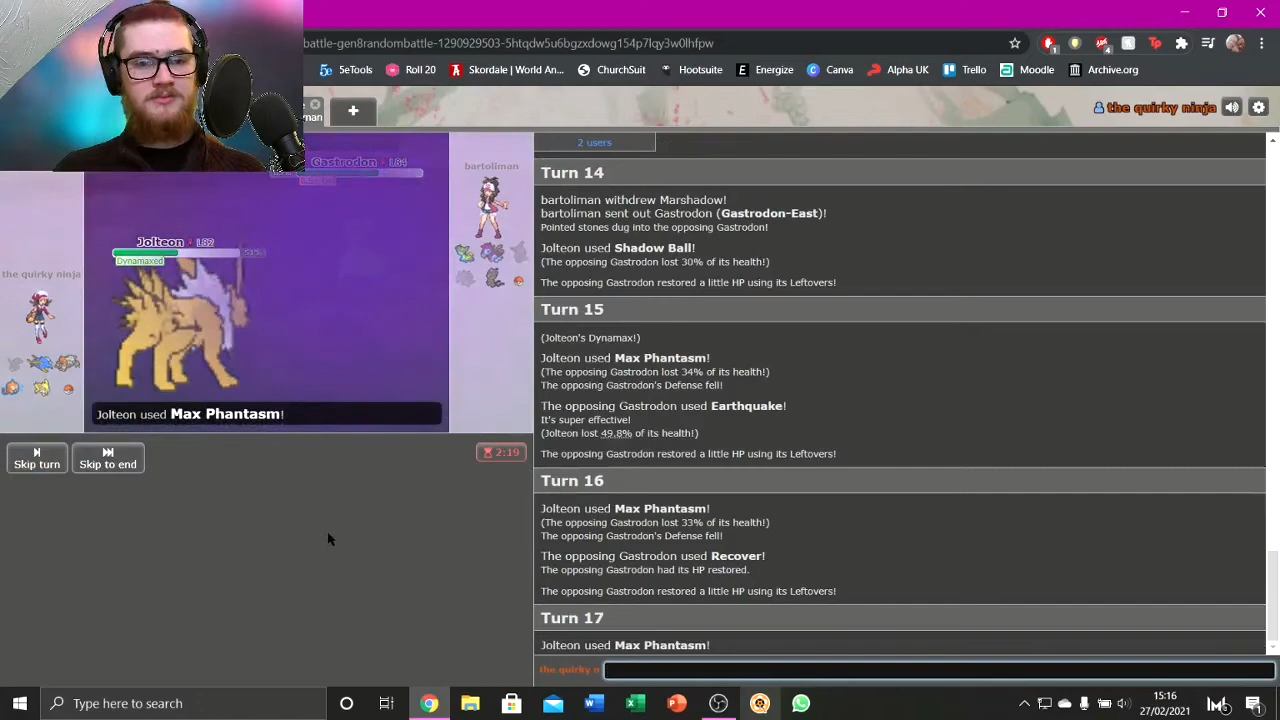 battle-gen8randombattle-1290929503-5htqdw5u6bgzxdowg154p7lqy3w0lhfpw
5eTools
Roll 20
Skordale | World An...
ChurchSuit
Hootsuite
Energize
Canva
Alpha UK
Trello
Moodle
Archive.org
the quirky ninja
2 users
Gastrodon L84
bartoliman
Jolteon L82
Dynamaxed
the quirky ninja
Jolteon used Max Phantasm!
Skip turn
Skip to end
2:19
Turn 14
bartoliman withdrew Marshadow!
bartoliman sent out Gastrodon (Gastrodon-East)!
Pointed stones dug into the opposing Gastrodon!
Jolteon used Shadow Ball!
(The opposing Gastrodon lost 30% of its health!)
The opposing Gastrodon restored a little HP using its Leftovers!
Turn 15
(Jolteon's Dynamax!)
Jolteon used Max Phantasm!
(The opposing Gastrodon lost 34% of its health!)
The opposing Gastrodon's Defense fell!
The opposing Gastrodon used Earthquake!
It's super effective!
(Jolteon lost 49.8% of its health!)
The opposing Gastrodon restored a little HP using its Leftovers!
Turn 16
Jolteon used Max Phantasm!
(The opposing Gastrodon lost 33% of its health!)
The opposing Gastrodon's Defense fell!
The opposing Gastrodon used Recover!
The opposing Gastrodon had its HP restored.
The opposing Gastrodon restored a little HP using its Leftovers!
Turn 17
Jolteon used Max Phantasm!
the quirky n
Type here to search
15:16
27/02/2021